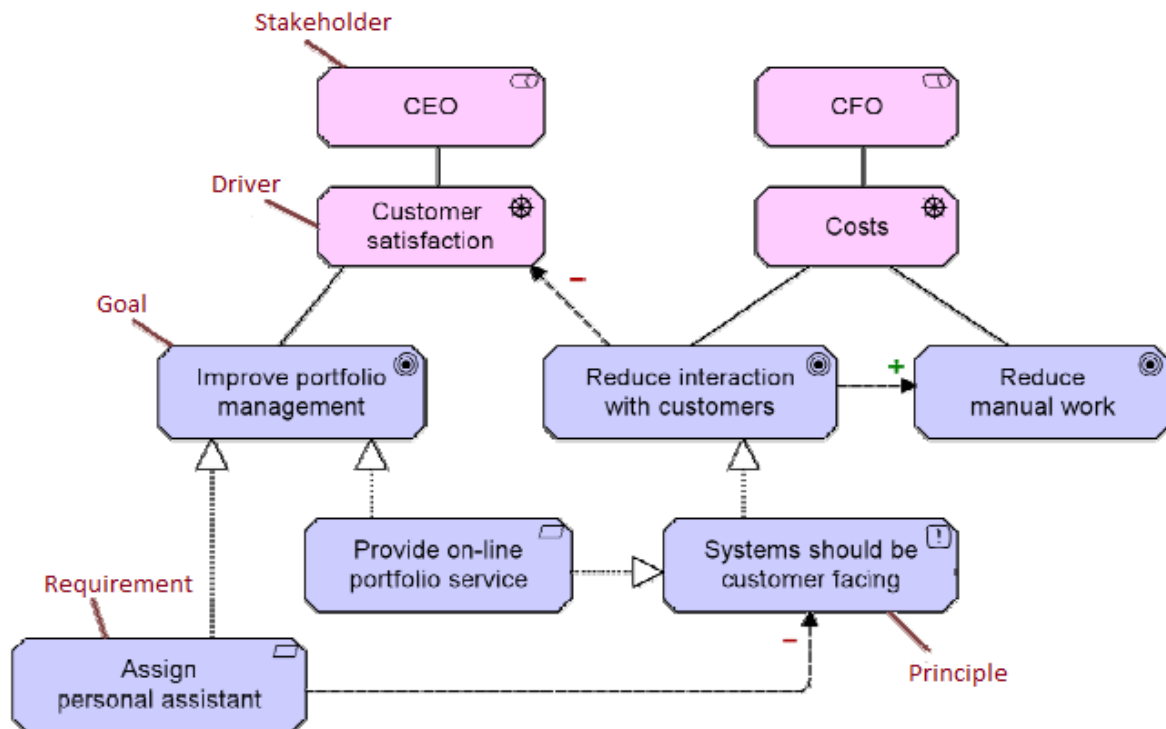 Stakeholder
CEO
CFO
Driver
Customer
satisfaction
Costs
−
Goal
Improve portfolio
management
Reduce interaction
with customers
+
Reduce
manual work
Provide on-line
portfolio service
Systems should be
customer facing
!
Requirement
−
Assign
personal assistant
Principle